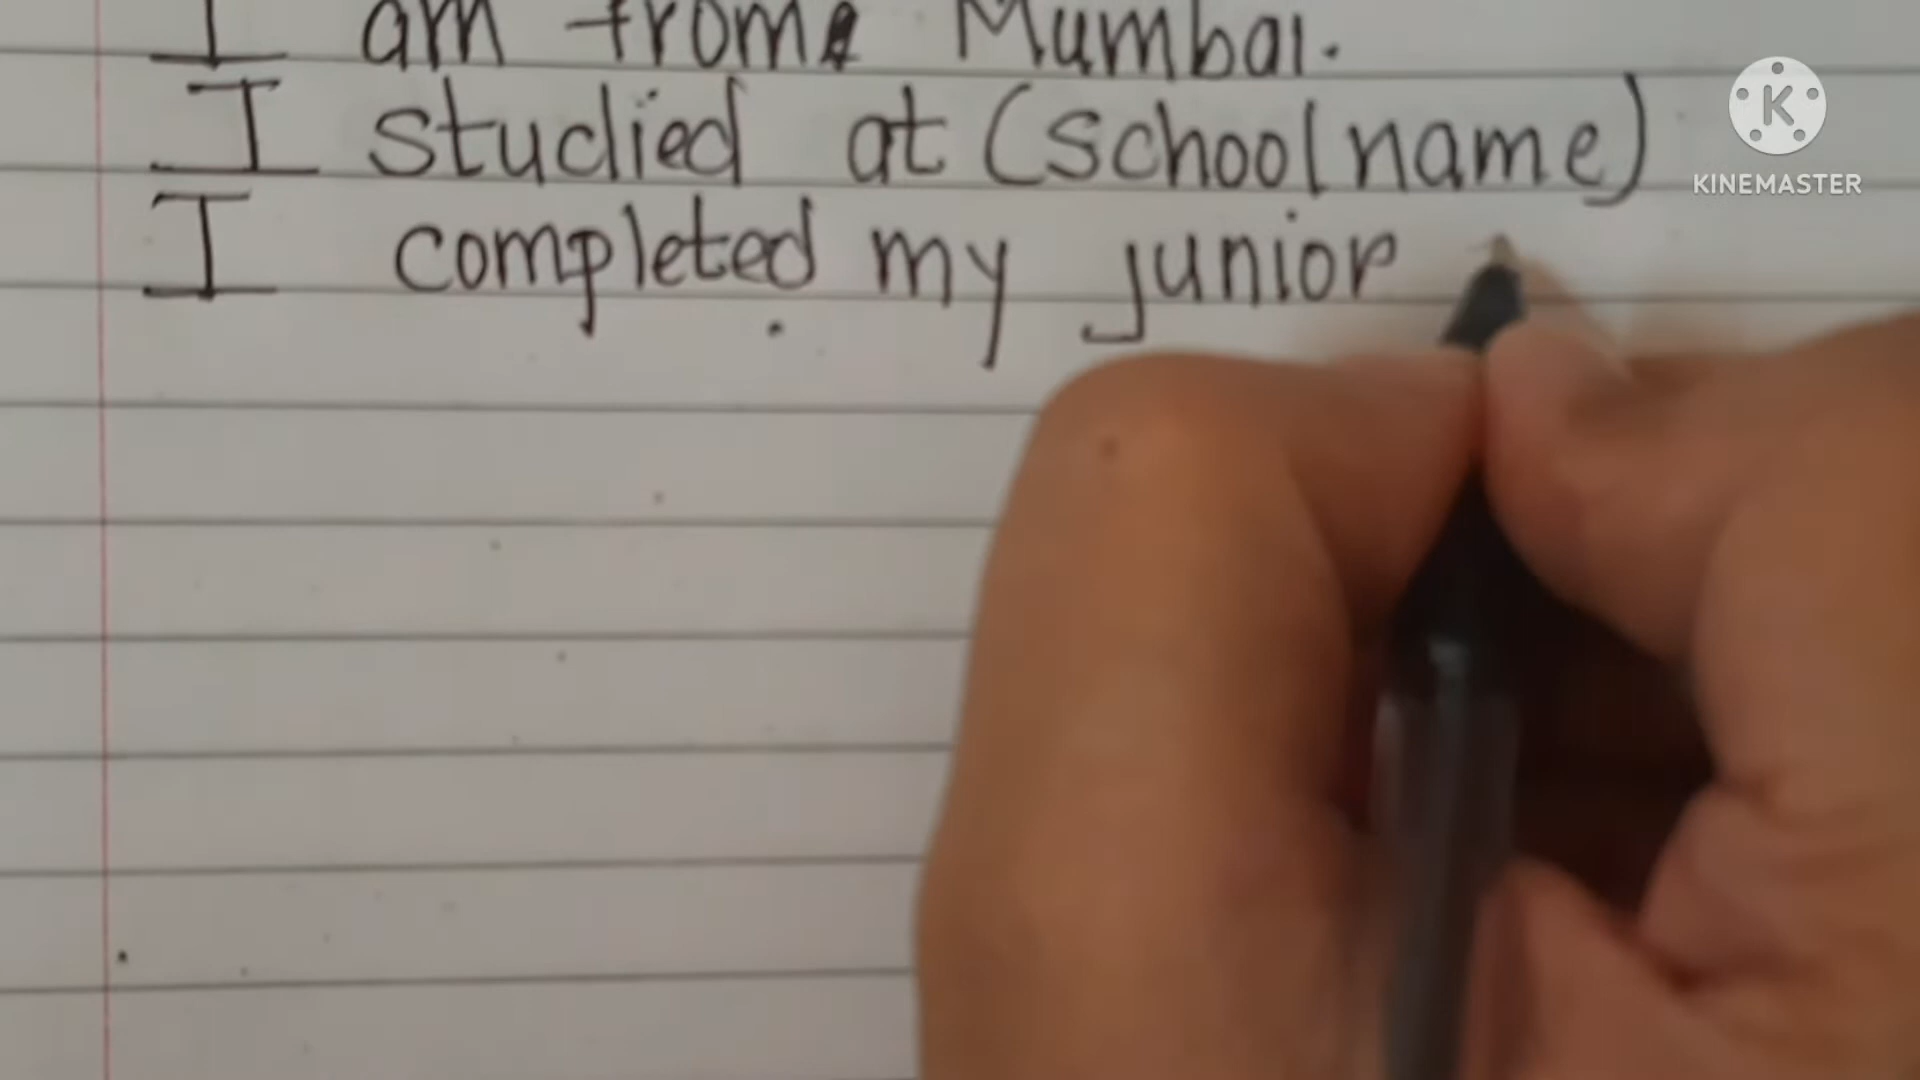 I am from Mumbai.
I studied at (school name)
I completed my junior
K
KINEMASTER